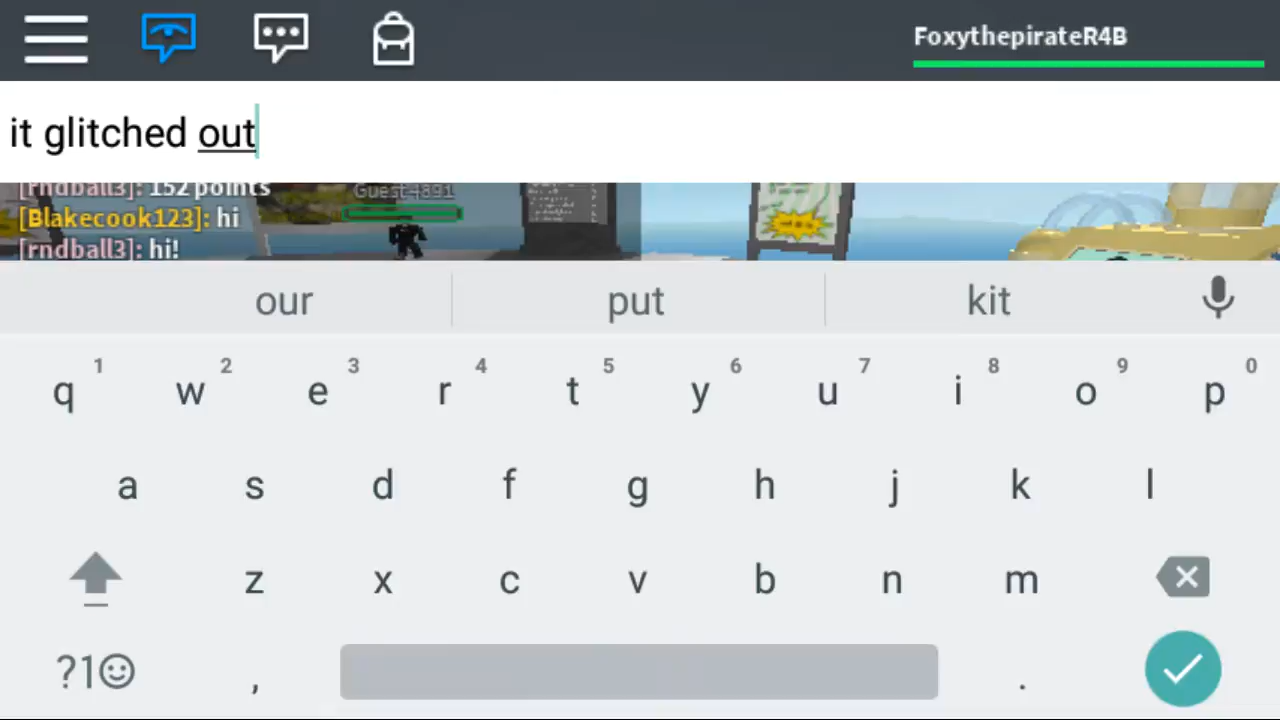 FoxythepirateR4B
it glitched out
[rndball3]: 152 points
Guest4891
[Blakecook123]: hi
[rndball3]: hi!
our put kit
1 2 3 4 5 6 7 8 9 0
q w e r t y u i o p
a s d f g h j k l
z x c v b n m
?1☺ , .